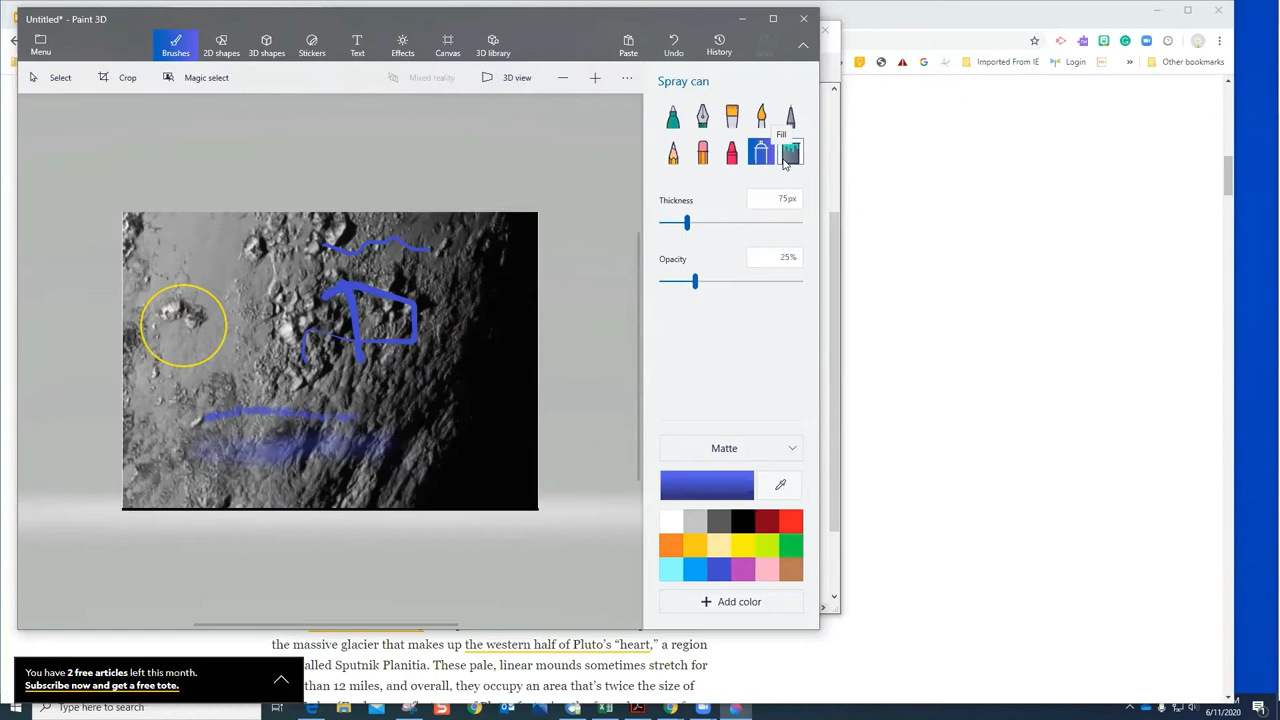 Untitled* - Paint 3D
Menu
Brushes
2D shapes
3D shapes
Stickers
Text
Effects
Canvas
3D library
Paste
Undo
History
Select
Crop
Magic select
Mixed reality
3D view
Spray can
Fill
Thickness
75px
Opacity
25%
Matte
Add color
Imported From IE
Login
Other bookmarks
the massive glacier that makes up the western half of Pluto's “heart,” a region
alled Sputnik Planitia. These pale, linear mounds sometimes stretch for
than 12 miles, and overall, they occupy an area that's twice the size of
You have 2 free articles left this month.
Subscribe now and get a free tote.
Type here to search
6/11/2020